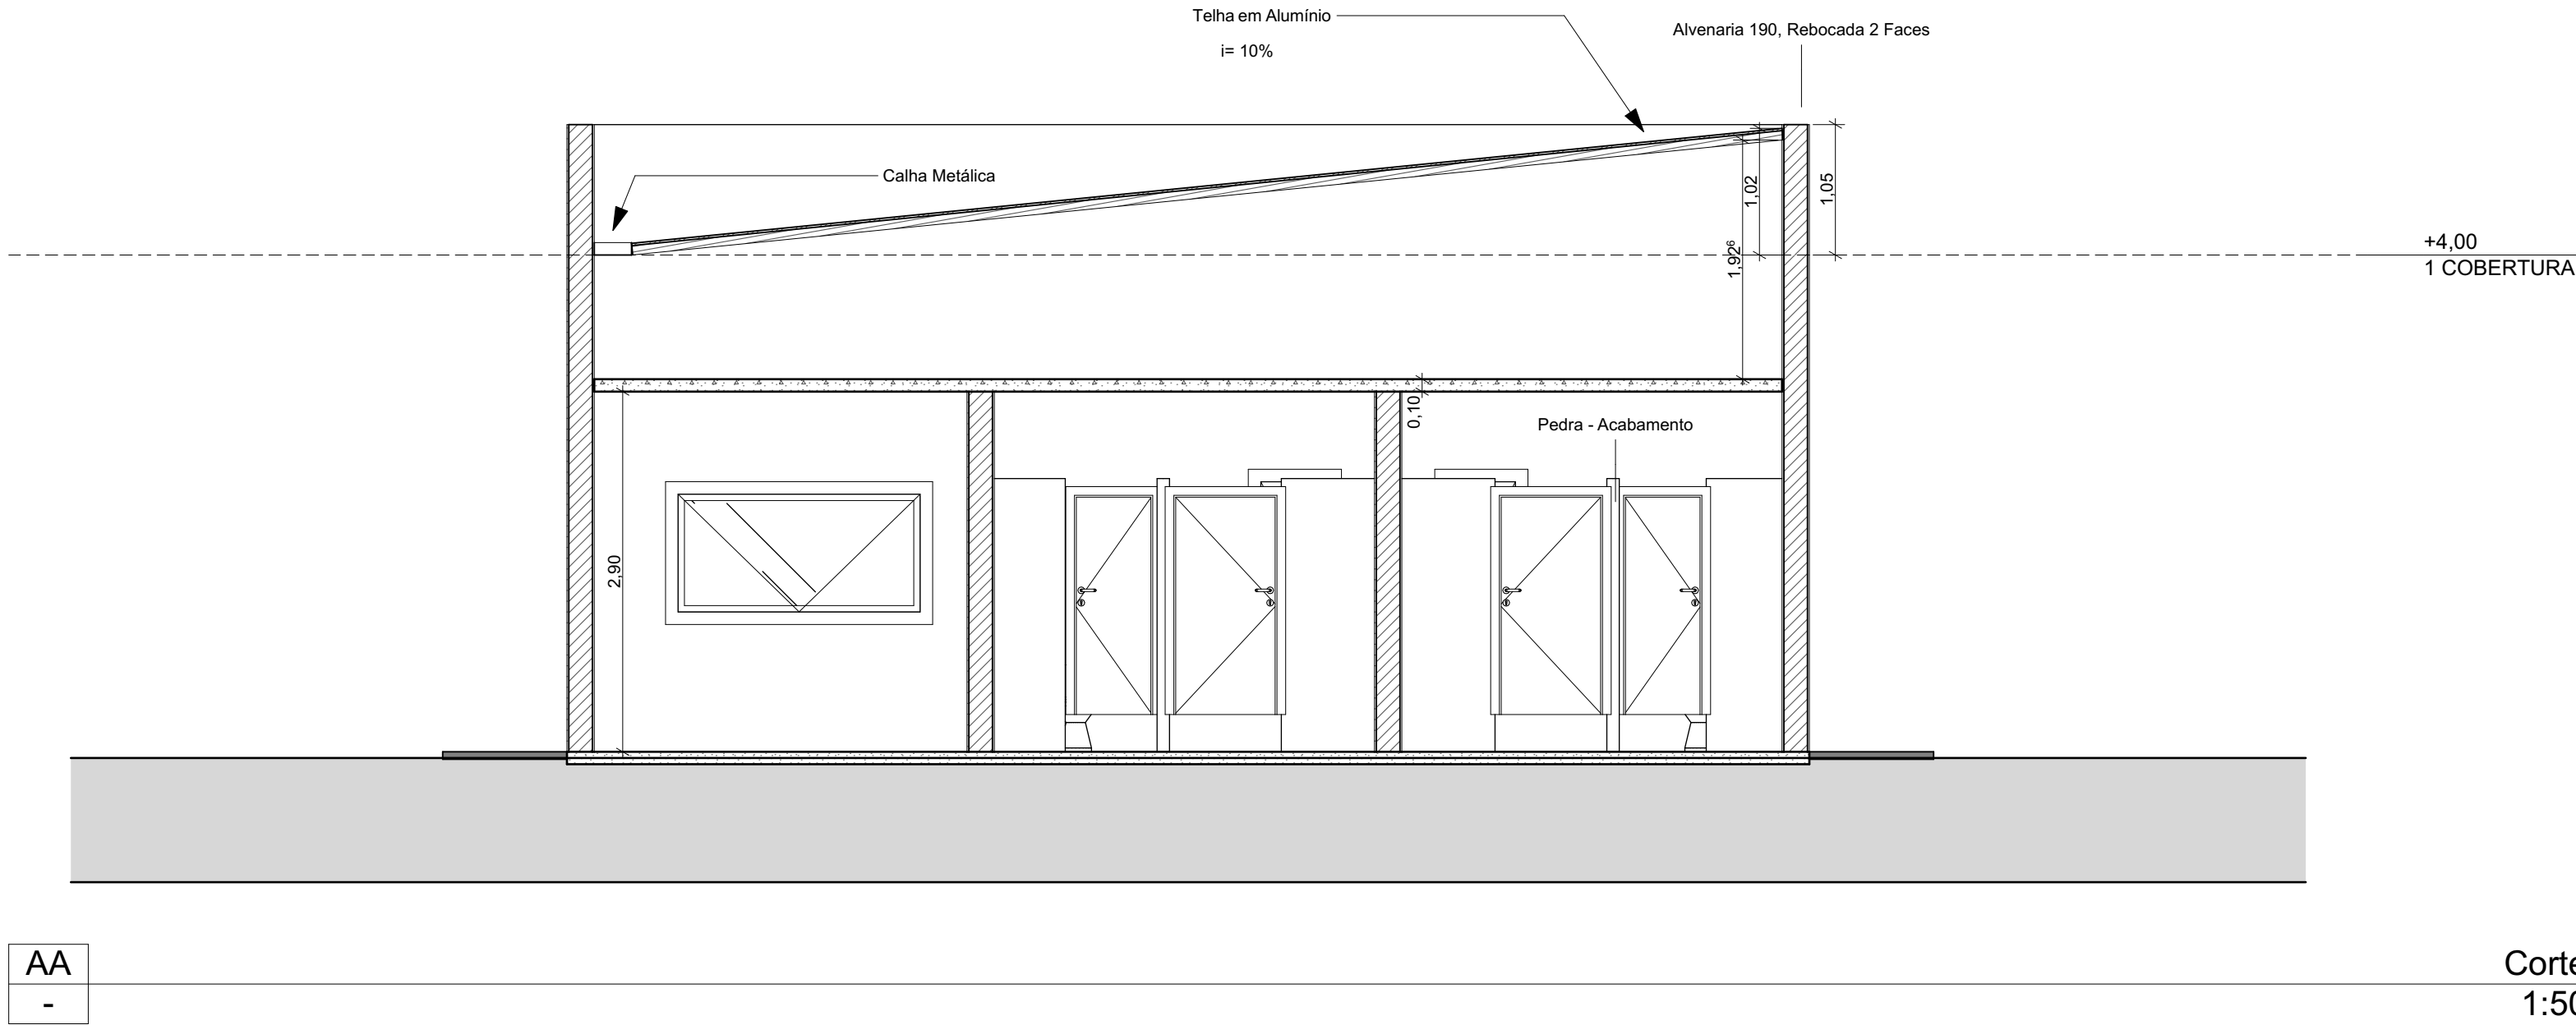 Telha em Alumínio
i= 10%
Alvenaria 190, Rebocada 2 Faces
Calha Metálica
1,02
1,05
+4,00
1 COBERTURA
1,92⁶
0,10
Pedra - Acabamento
2,90
AA
-
Corte
1:50